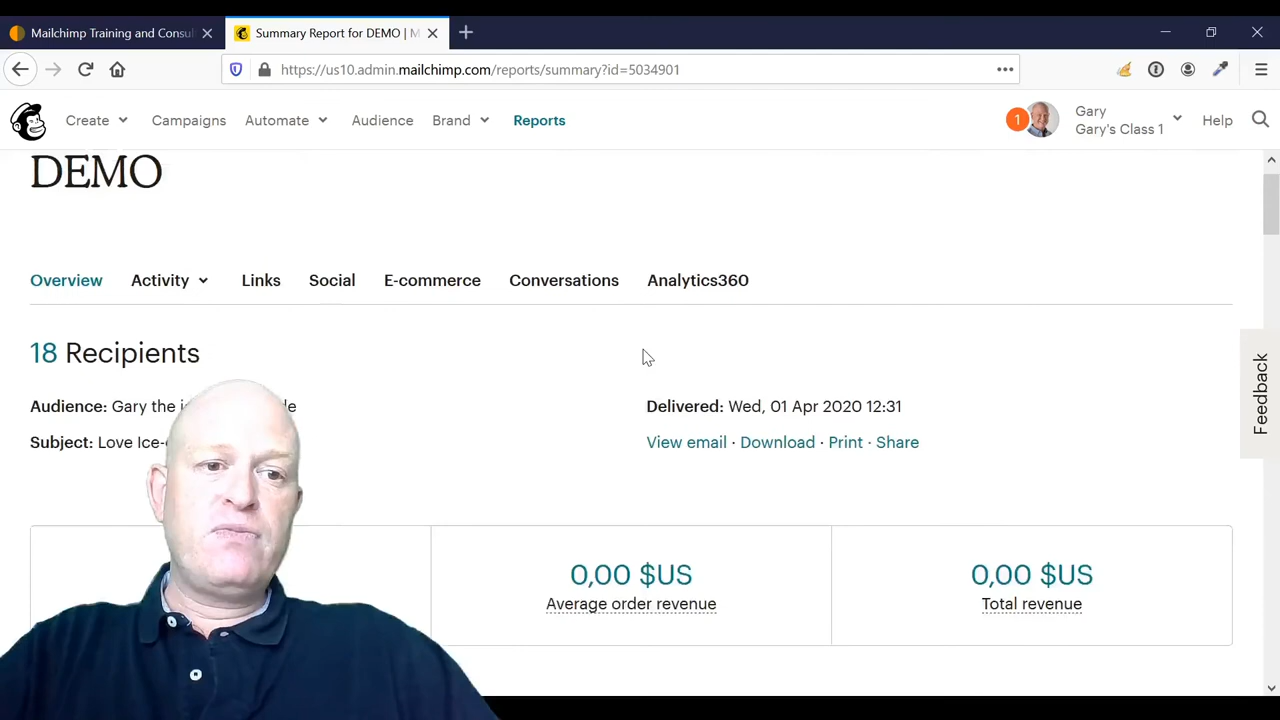 Mailchimp Training and Consul
Summary Report for DEMO | M
https://us10.admin.mailchimp.com/reports/summary?id=5034901
Create Campaigns Automate Audience Brand Reports
1
Gary
Gary's Class 1
Help
DEMO
Overview Activity Links Social E-commerce Conversations Analytics360
18 Recipients
Audience: Gary the
Delivered: Wed, 01 Apr 2020 12:31
Subject: Love Ice-
View email · Download · Print · Share
0,00 $US
Average order revenue
0,00 $US
Total revenue
Feedback